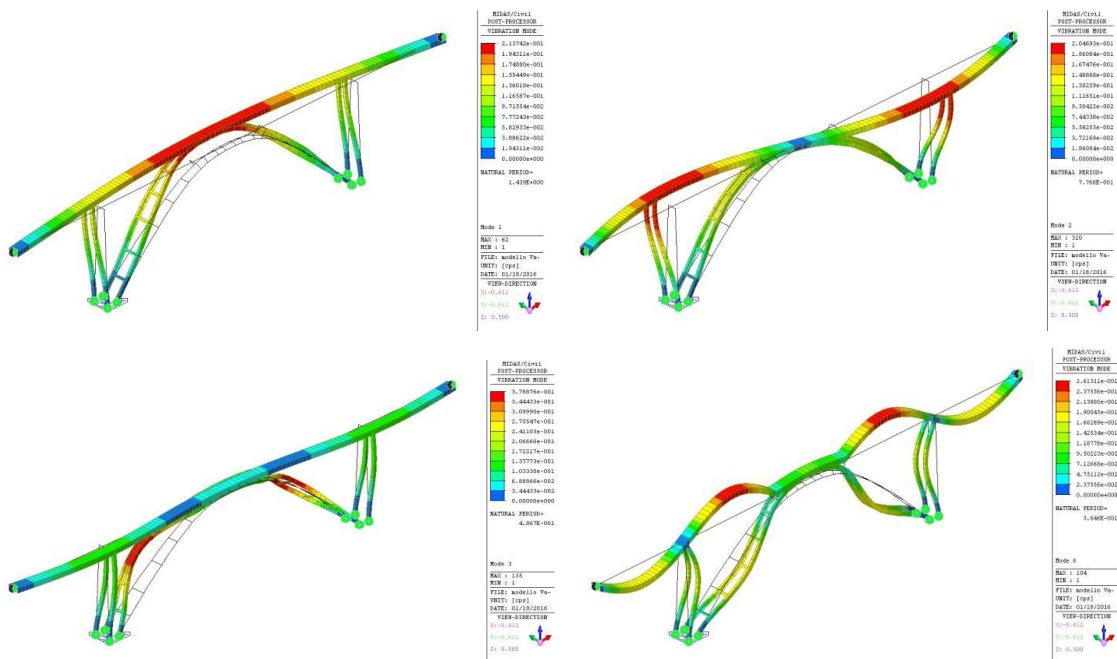 MIDAS/Civil
POST-PROCESSOR
VIBRATION MODE
2.13742e-001
1.94311e-001
1.74880e-001
1.55449e-001
1.36018e-001
1.16587e-001
9.71554e-002
7.77243e-002
5.82933e-002
3.88622e-002
1.94311e-002
0.00000e+000
NATURAL PERIOD=
1.439E+000
Mode 1
MAX : 62
MIN : 1
FILE: modello Va~
UNIT: [cps]
DATE: 01/18/2016
VIEW-DIRECTION
X:-0.612
Y:-0.612
Z: 0.500
MIDAS/Civil
POST-PROCESSOR
VIBRATION MODE
2.04693e-001
1.86084e-001
1.67476e-001
1.48868e-001
1.30259e-001
1.11651e-001
9.30422e-002
7.44338e-002
5.58253e-002
3.72169e-002
1.86084e-002
0.00000e+000
NATURAL PERIOD=
7.766E-001
Mode 2
MAX : 310
MIN : 1
FILE: modello Va~
UNIT: [cps]
DATE: 01/18/2016
VIEW-DIRECTION
X:-0.612
Y:-0.612
Z: 0.500
MIDAS/Civil
POST-PROCESSOR
VIBRATION MODE
3.78876e-001
3.44433e-001
3.09990e-001
2.75547e-001
2.41103e-001
2.06660e-001
1.72217e-001
1.37773e-001
1.03330e-001
6.88866e-002
3.44433e-002
0.00000e+000
NATURAL PERIOD=
4.867E-001
Mode 3
MAX : 135
MIN : 1
FILE: modello Va~
UNIT: [cps]
DATE: 01/18/2016
VIEW-DIRECTION
X:-0.612
Y:-0.612
Z: 0.500
MIDAS/Civil
POST-PROCESSOR
VIBRATION MODE
2.61311e-001
2.37556e-001
2.13800e-001
1.90045e-001
1.66289e-001
1.42534e-001
1.18778e-001
9.50223e-002
7.12668e-002
4.75112e-002
2.37556e-002
0.00000e+000
NATURAL PERIOD=
3.646E-001
Mode 6
MAX : 104
MIN : 1
FILE: modello Va~
UNIT: [cps]
DATE: 01/18/2016
VIEW-DIRECTION
X:-0.612
Y:-0.612
Z: 0.500